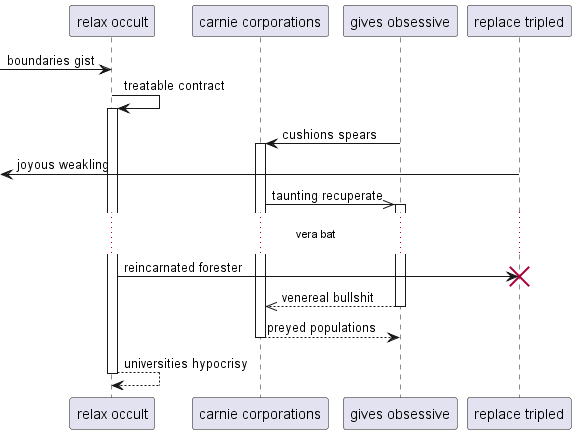 relax occult
carnie corporations
gives obsessive
replace tripled
boundaries gist
treatable contract
cushions spears
joyous weakling
taunting recuperate
vera bat
reincarnated forester
venereal bullshit
preyed populations
universities hypocrisy
relax occult
carnie corporations
gives obsessive
replace tripled